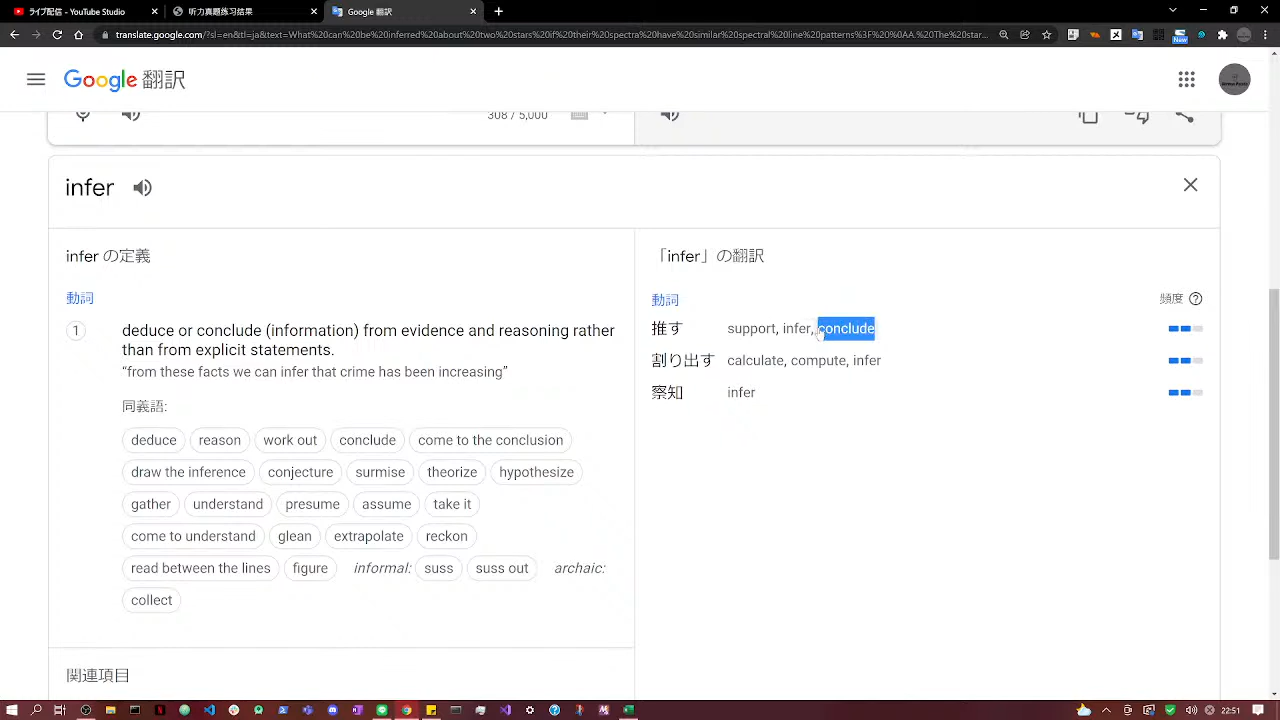 ライブ配信 - YouTube Studio
听力真题练习结果
Google 翻訳
translate.google.com/?sl=en&tl=ja&text=What%20can%20be%20inferred%20about%20two%20stars%20if%20their%20spectra%20have%20similar%20spectral%20line%20patterns%3F%20%0AA.%20The%20star...
New
Google 翻訳
308 / 5,000
infer
infer の定義
動詞
1
deduce or conclude (information) from evidence and reasoning rather
than from explicit statements.
“from these facts we can infer that crime has been increasing”
同義語:
deduce
reason
work out
conclude
come to the conclusion
draw the inference
conjecture
surmise
theorize
hypothesize
gather
understand
presume
assume
take it
come to understand
glean
extrapolate
reckon
read between the lines
figure
informal:
suss
suss out
archaic:
collect
関連項目
「infer」の翻訳
動詞
頻度
推す
support, infer, conclude
割り出す
calculate, compute, infer
察知
infer
22:51